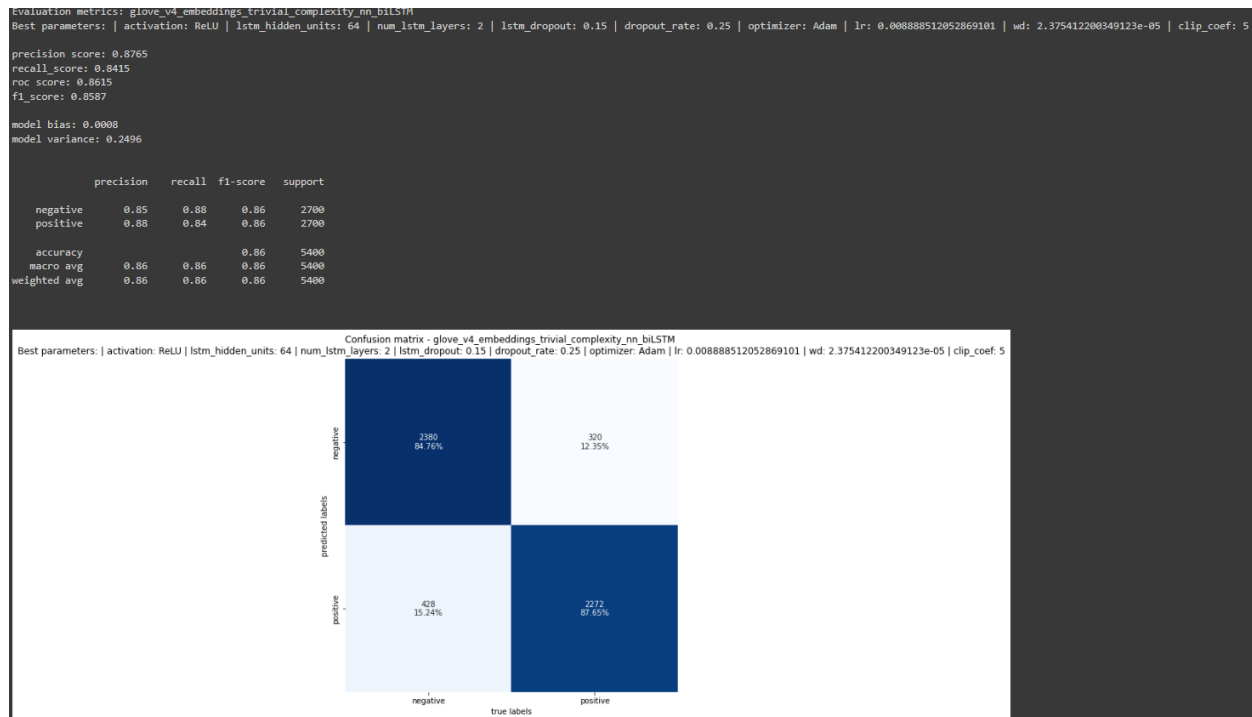 Evaluation metrics: glove_v4_embeddings_trivial_complexity_nn_biLSTM
Best parameters: | activation: ReLU | lstm_hidden_units: 64 | num_lstm_layers: 2 | lstm_dropout: 0.15 | dropout_rate: 0.25 | optimizer: Adam | lr: 0.008888512052869101 | wd: 2.375412200349123e-05 | clip_coef: 5
precision score: 0.8765
recall_score: 0.8415
roc score: 0.8615
f1_score: 0.8587
model bias: 0.0008
model variance: 0.2496
precision recall f1-score support
negative 0.85 0.88 0.86 2700
positive 0.88 0.84 0.86 2700
accuracy 0.86 5400
macro avg 0.86 0.86 0.86 5400
weighted avg 0.86 0.86 0.86 5400
Confusion matrix - glove_v4_embeddings_trivial_complexity_nn_biLSTM
Best parameters: | activation: ReLU | lstm_hidden_units: 64 | num_lstm_layers: 2 | lstm_dropout: 0.15 | dropout_rate: 0.25 | optimizer: Adam | lr: 0.008888512052869101 | wd: 2.375412200349123e-05 | clip_coef: 5
predicted labels
negative
2380
84.76%
320
12.35%
positive
428
15.24%
2272
87.65%
negative
positive
true labels